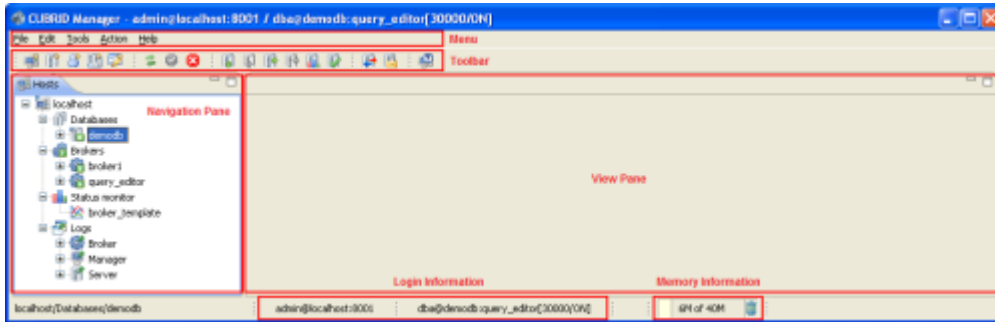 CUBRID Manager - admin@localhost:8001 / dba@demodb:query_editor[30000/ON]
File Edit Tools Action Help
Menu
Toolbar
Hosts
localhost
Navigation Pane
Databases
demodb
Brokers
broker1
query_editor
View Pane
Status monitor
broker_template
Logs
Broker
Manager
Server
Login Information
Memory Information
localhost/Databases/demodb
admin@localhost:8001
dba@demodb:query_editor[30000/ON]
6M of 40M